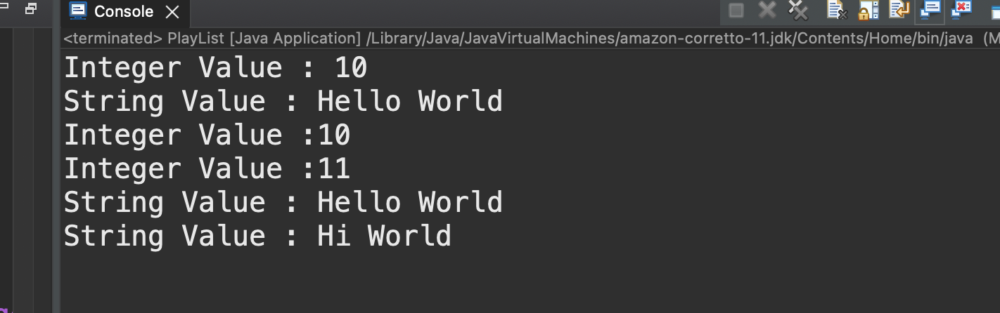 Console
<terminated> PlayList [Java Application] /Library/Java/JavaVirtualMachines/amazon-corretto-11.jdk/Contents/Home/bin/java (M
Integer Value : 10
String Value : Hello World
Integer Value :10
Integer Value :11
String Value : Hello World
String Value : Hi World